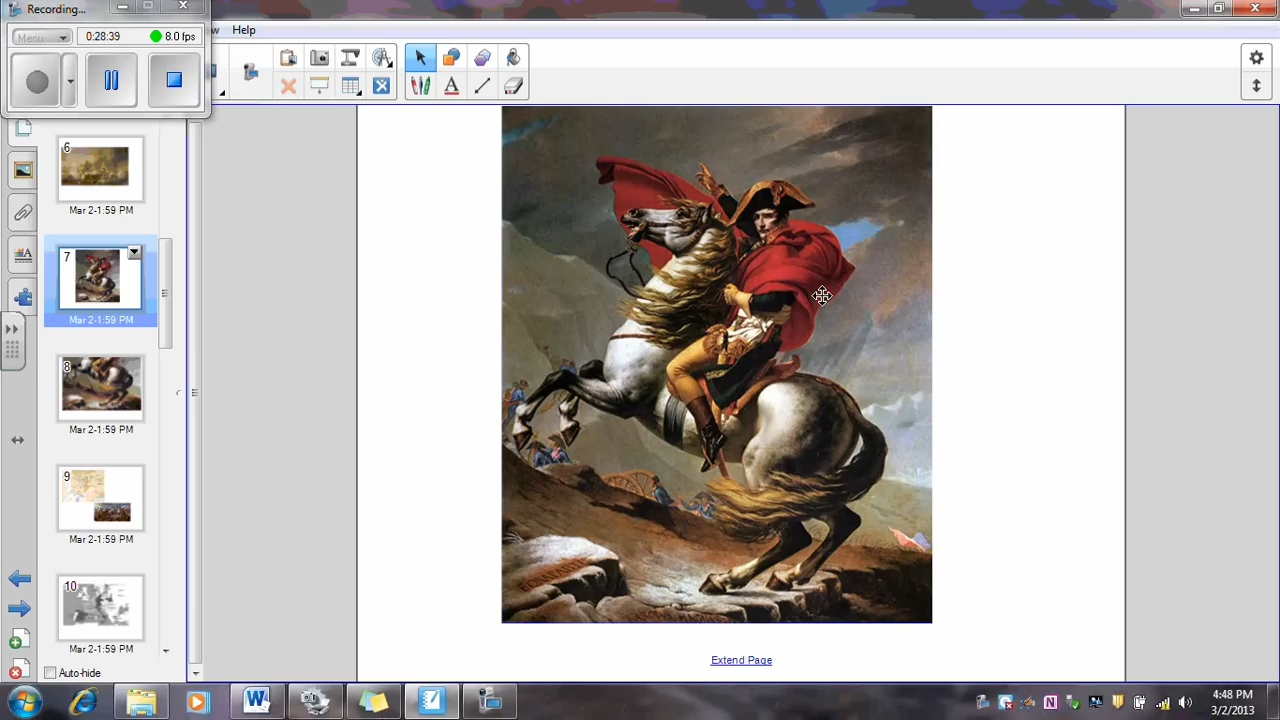 Recording...
Menu
0:28:39
8.0 fps
w
Help
6
Mar 2-1:59 PM
7
Mar 2-1:59 PM
8
Mar 2-1:59 PM
9
Mar 2-1:59 PM
10
Mar 2-1:59 PM
Auto-hide
Extend Page
4:48 PM
3/2/2013